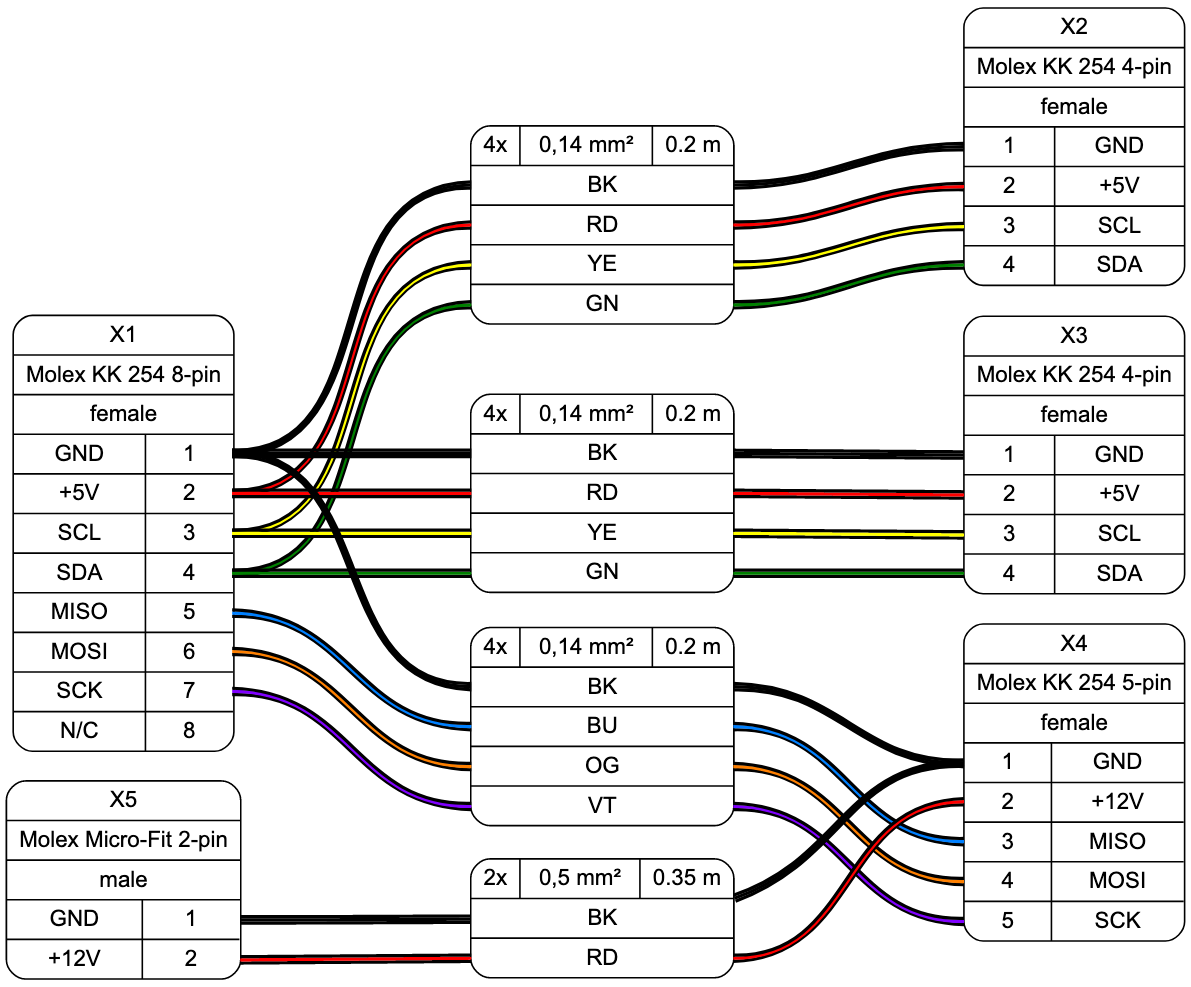 X1
Molex KK 254 8-pin
female
GND 1
+5V 2
SCL 3
SDA 4
MISO 5
MOSI 6
SCK 7
N/C 8
X5
Molex Micro-Fit 2-pin
male
GND 1
+12V 2
4x 0,14 mm² 0.2 m
BK
RD
YE
GN
4x 0,14 mm² 0.2 m
BK
RD
YE
GN
4x 0,14 mm² 0.2 m
BK
BU
OG
VT
2x 0,5 mm² 0.35 m
BK
RD
X2
Molex KK 254 4-pin
female
1 GND
2 +5V
3 SCL
4 SDA
X3
Molex KK 254 4-pin
female
1 GND
2 +5V
3 SCL
4 SDA
X4
Molex KK 254 5-pin
female
1 GND
2 +12V
3 MISO
4 MOSI
5 SCK